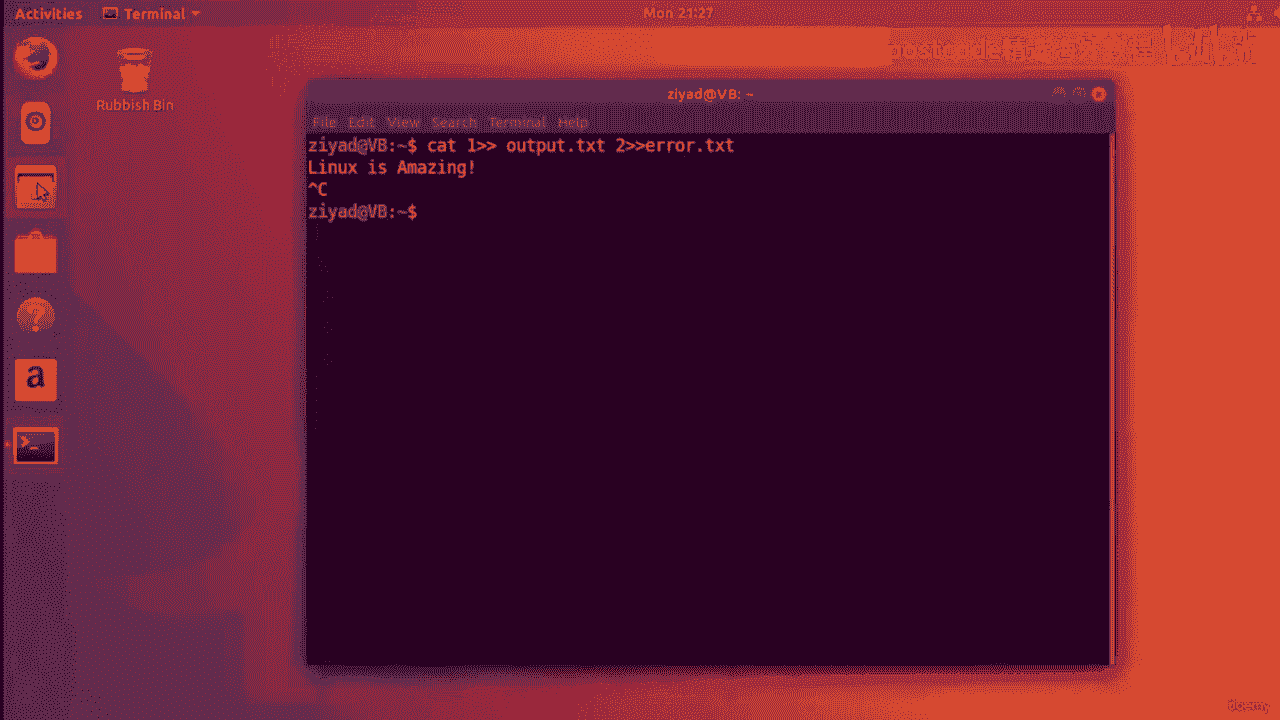 Activities Terminal Mon 21:27
Rubbish Bin
ziyad@VB: ~
File Edit View Search Terminal Help
ziyad@VB:~$ cat 1>> output.txt 2>>error.txt
Linux is Amazing!
^C
ziyad@VB:~$
a
udemy